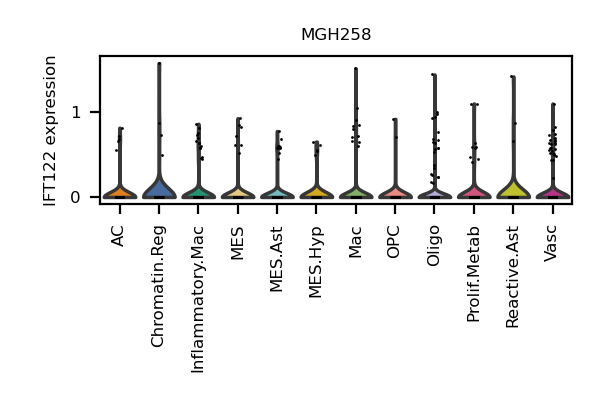 MGH258
IFT122 expression
1
0
AC
Chromatin.Reg
Inflammatory.Mac
MES
MES.Ast
MES.Hyp
Mac
OPC
Oligo
Prolif.Metab
Reactive.Ast
Vasc